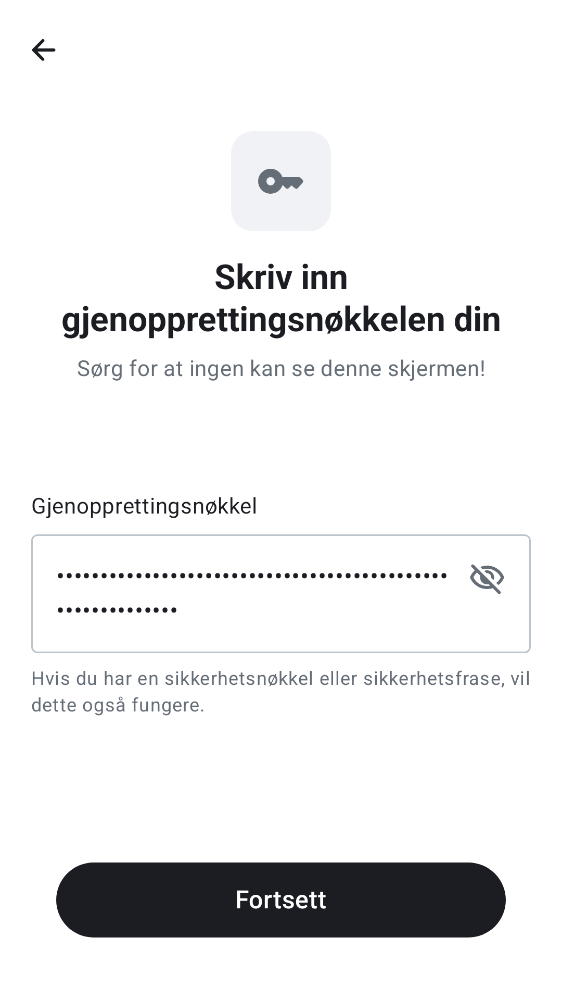 Skriv inn
gjenopprettingsnøkkelen din
Sørg for at ingen kan se denne skjermen!
Gjenopprettingsnøkkel
•••••••••••••••••••••••••••••••••••••••••••••
••••••••••••••
Hvis du har en sikkerhetsnøkkel eller sikkerhetsfrase, vil
dette også fungere.
Fortsett